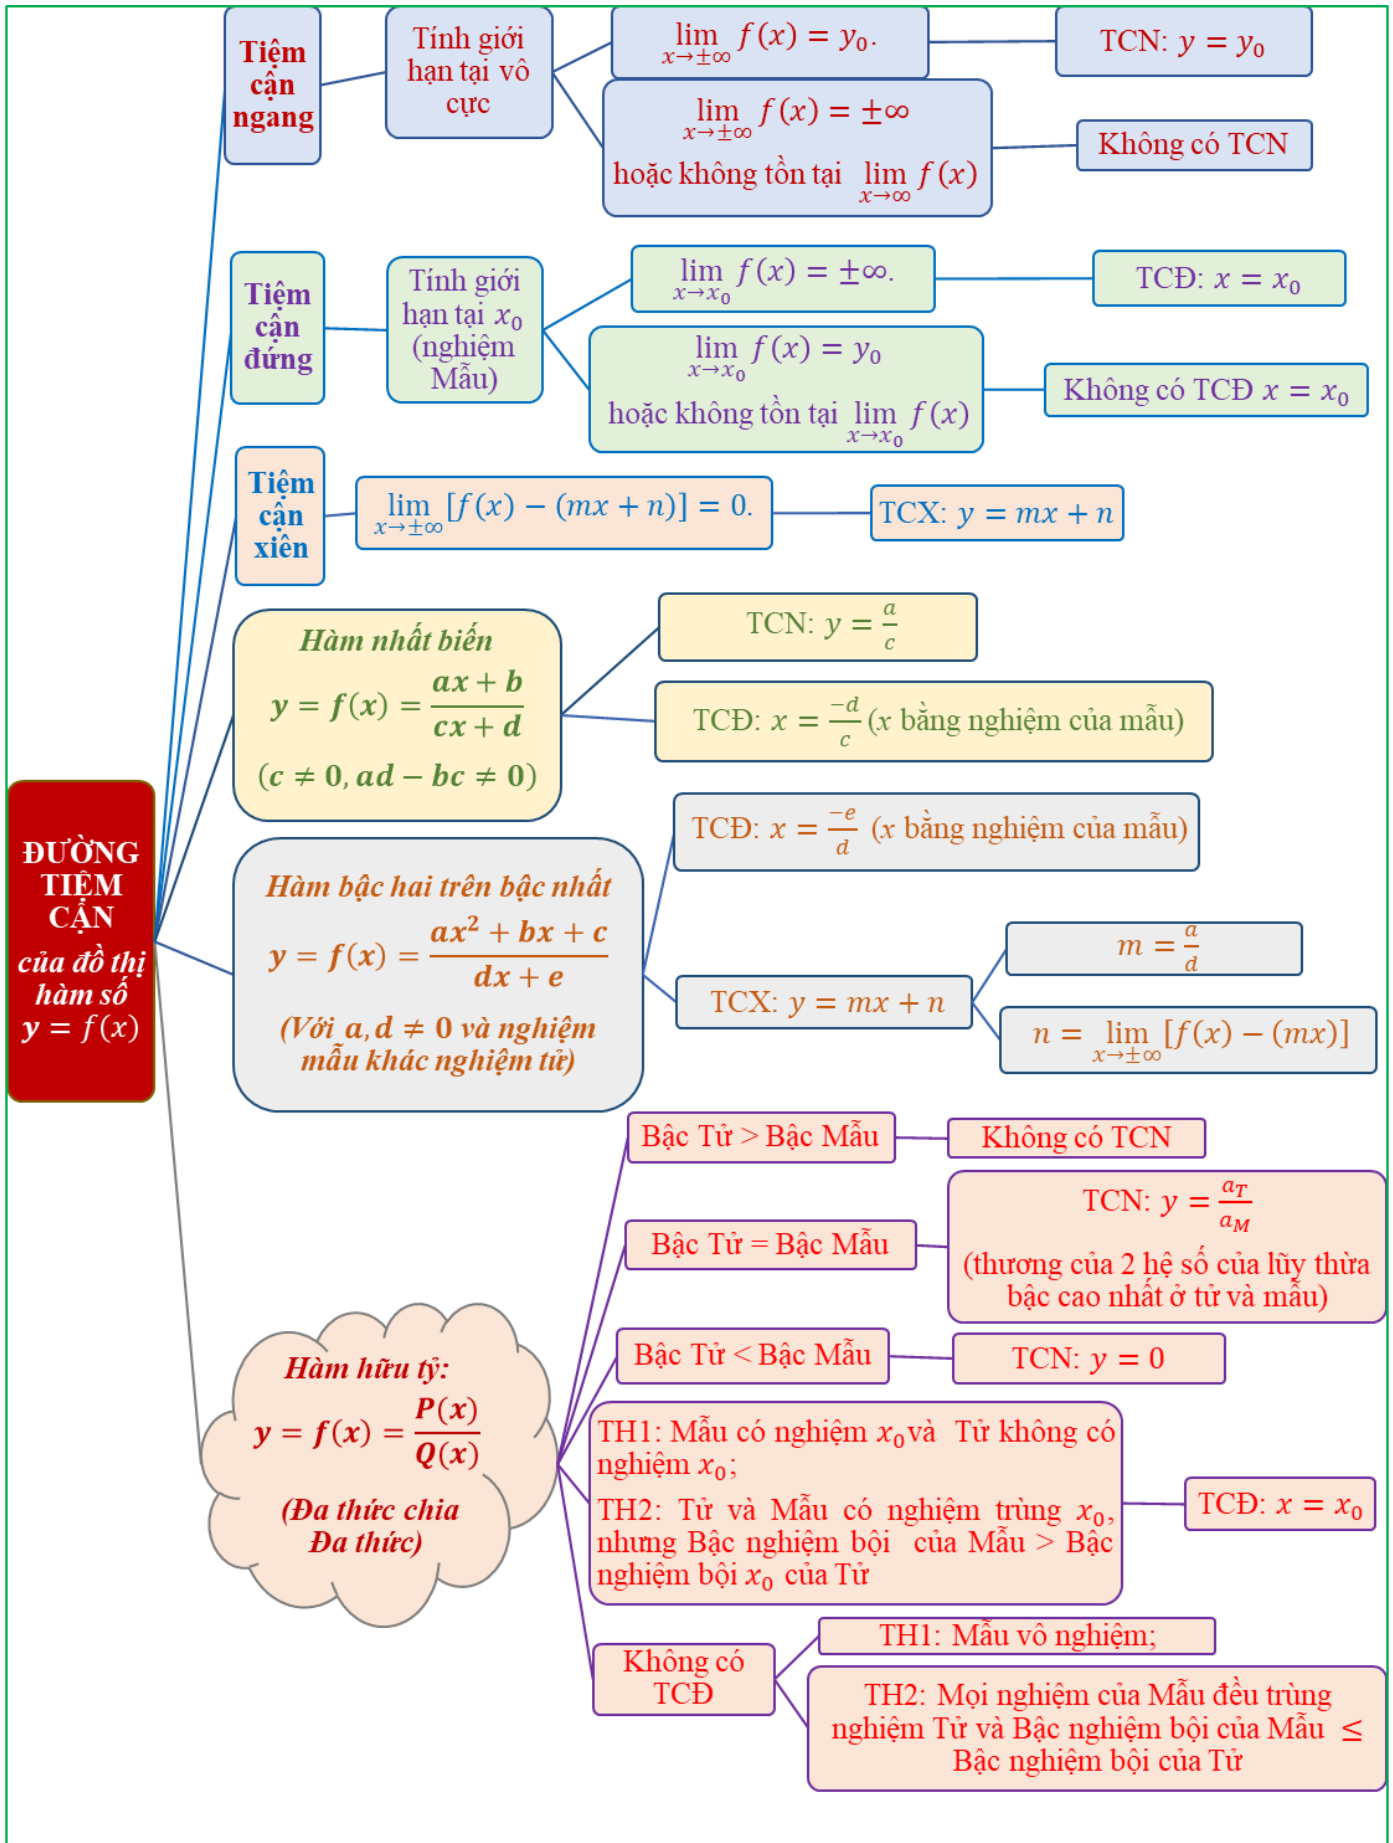 ĐƯỜNG
TIỆM
CẬN
của đồ thị
hàm số
y = f(x)
Tiệm
cận
ngang
Tính giới
hạn tại vô
cực
lim f(x) = y₀.
x→±∞
TCN: y = y₀
lim f(x) = ±∞
x→±∞
hoặc không tồn tại lim f(x)
x→∞
Không có TCN
Tiệm
cận
đứng
Tính giới
hạn tại x₀
(nghiệm
Mẫu)
lim f(x) = ±∞.
x→x₀
TCĐ: x = x₀
lim f(x) = y₀
x→x₀
hoặc không tồn tại lim f(x)
x→x₀
Không có TCĐ x = x₀
Tiệm
cận
xiên
lim [f(x) − (mx + n)] = 0.
x→±∞
TCX: y = mx + n
Hàm nhất biến
y = f(x) = (ax + b)/(cx + d)
(c ≠ 0, ad − bc ≠ 0)
TCN: y = a/c
TCĐ: x = −d/c (x bằng nghiệm của mẫu)
Hàm bậc hai trên bậc nhất
y = f(x) = (ax² + bx + c)/(dx + e)
(Với a, d ≠ 0 và nghiệm
mẫu khác nghiệm tử)
TCĐ: x = −e/d (x bằng nghiệm của mẫu)
TCX: y = mx + n
m = a/d
n = lim [f(x) − (mx)]
x→±∞
Hàm hữu tỷ:
y = f(x) = P(x)/Q(x)
(Đa thức chia
Đa thức)
Bậc Tử > Bậc Mẫu
Không có TCN
Bậc Tử = Bậc Mẫu
TCN: y = a_T/a_M
(thương của 2 hệ số của lũy thừa
bậc cao nhất ở tử và mẫu)
Bậc Tử < Bậc Mẫu
TCN: y = 0
TH1: Mẫu có nghiệm x₀ và Tử không có
nghiệm x₀;
TH2: Tử và Mẫu có nghiệm trùng x₀,
nhưng Bậc nghiệm bội của Mẫu > Bậc
nghiệm bội x₀ của Tử
TCĐ: x = x₀
Không có
TCĐ
TH1: Mẫu vô nghiệm;
TH2: Mọi nghiệm của Mẫu đều trùng
nghiệm Tử và Bậc nghiệm bội của Mẫu ≤
Bậc nghiệm bội của Tử